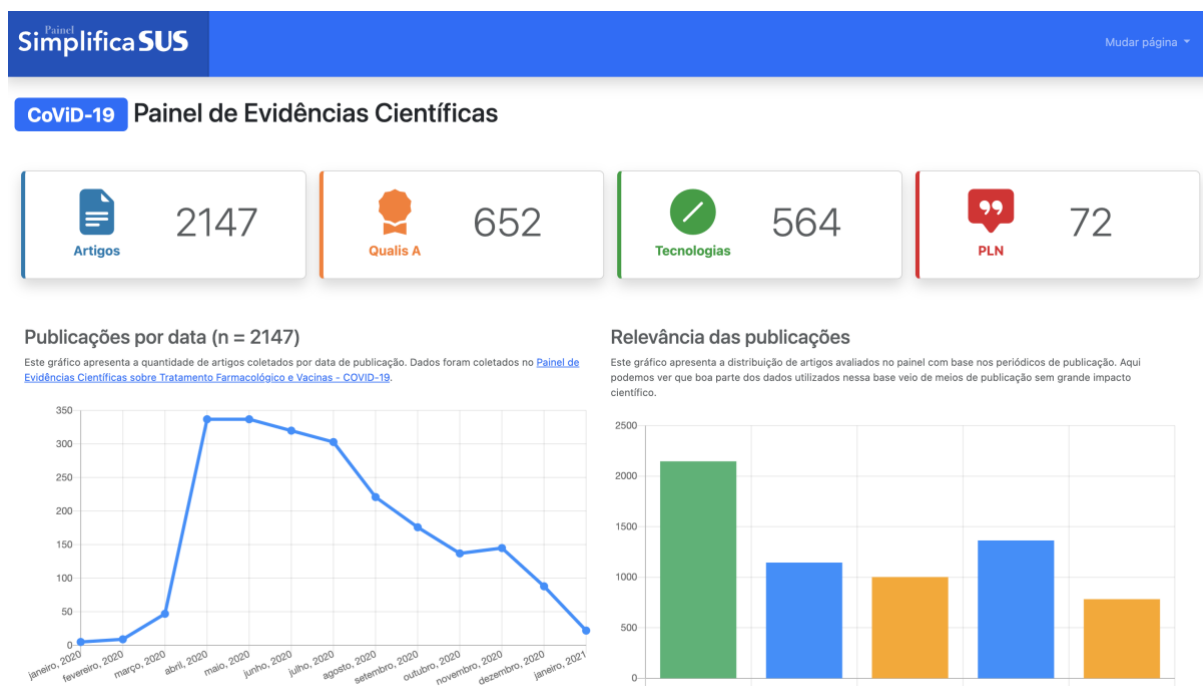 Painel
SimplificaSUS
Mudar página
CoViD-19 Painel de Evidências Científicas
Artigos
2147
Qualis A
652
Tecnologias
564
PLN
72
Publicações por data (n = 2147)
Este gráfico apresenta a quantidade de artigos coletados por data de publicação. Dados foram coletados no Painel de
Evidências Científicas sobre Tratamento Farmacológico e Vacinas - COVID-19.
350
300
250
200
150
100
50
0
janeiro, 2020
fevereiro, 2020
março, 2020
abril, 2020
maio, 2020
junho, 2020
julho, 2020
agosto, 2020
setembro, 2020
outubro, 2020
novembro, 2020
dezembro, 2020
janeiro, 2021
Relevância das publicações
Este gráfico apresenta a distribuição de artigos avaliados no painel com base nos periódicos de publicação. Aqui
podemos ver que boa parte dos dados utilizados nessa base veio de meios de publicação sem grande impacto
científico.
2500
2000
1500
1000
500
0